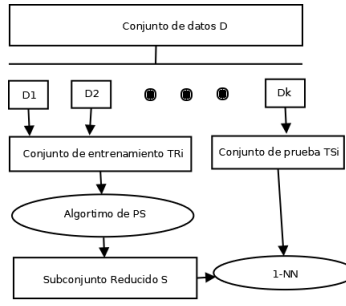 Conjunto de datos D
D1
D2
Dk
Conjunto de entrenamiento TRi
Conjunto de prueba TSi
Algortimo de PS
Subconjunto Reducido S
1-NN